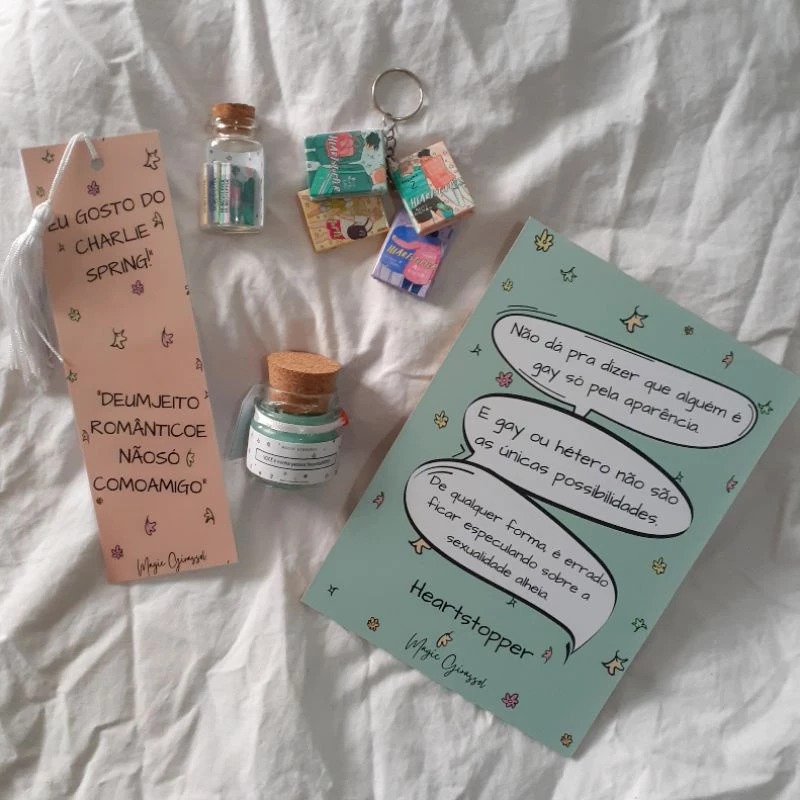 EU GOSTO DO
CHARLIE
SPRING!"
"DEUMJEITO
ROMÂNTICOE
NÃOSÓ
COMOAMIGO"
Magic Girassol
HEARTSTOPPER
HEARTSTOPPER
HEARTSTOPPER
Não dá pra dizer que alguém é
gay só pela aparência.
E gay ou hétero não são
as únicas possibilidades.
De qualquer forma, é errado
ficar especulando sobre a
sexualidade alheia.
Heartstopper
Magic Girassol